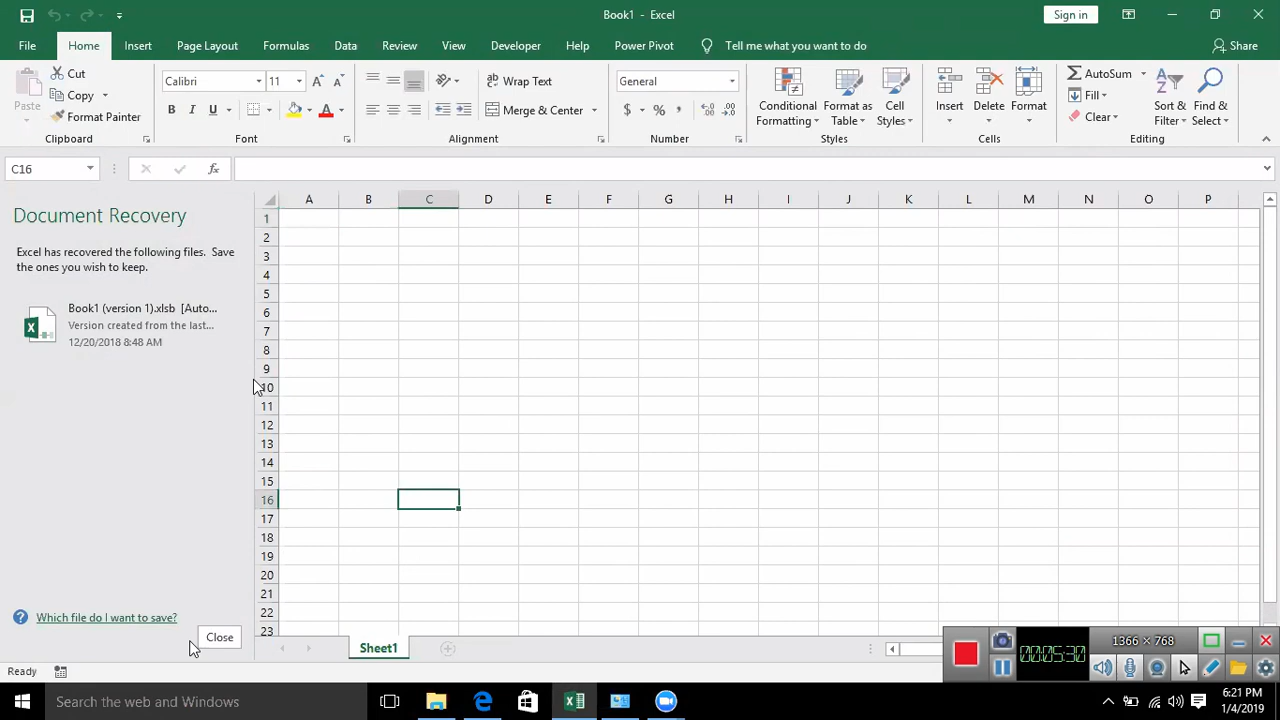 Book1 - Excel
Sign in
File Home Insert Page Layout Formulas Data Review View Developer Help Power Pivot Tell me what you want to do Share
Paste
Cut
Copy
Format Painter
Clipboard
Calibri 11
B I U
Font
Wrap Text
Merge & Center
Alignment
General
$ % ,
Number
Conditional Formatting
Format as Table
Cell Styles
Styles
Insert
Delete
Format
Cells
AutoSum
Fill
Clear
Sort & Filter
Find & Select
Editing
C16
fx
A B C D E F G H I J K L M N O P
1
2
3
4
5
6
7
8
9
10
11
12
13
14
15
16
17
18
19
20
21
22
23
Document Recovery
Excel has recovered the following files. Save
the ones you wish to keep.
Book1 (version 1).xlsb [Auto...
Version created from the last...
12/20/2018 8:48 AM
Which file do I want to save?
Close
Sheet1
Ready
00:05:30
1366 × 768
Search the web and Windows
6:21 PM
1/4/2019